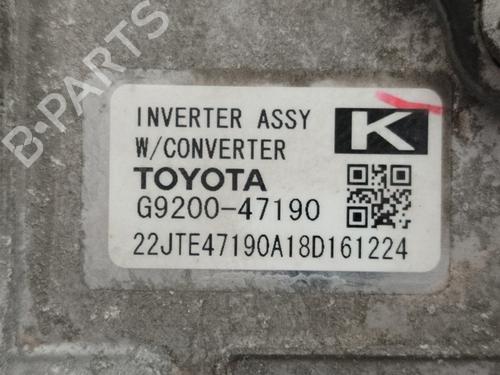 B-PARTS
INVERTER ASSY
K
W/CONVERTER
TOYOTA
G9200-47190
22JTE47190A18D161224